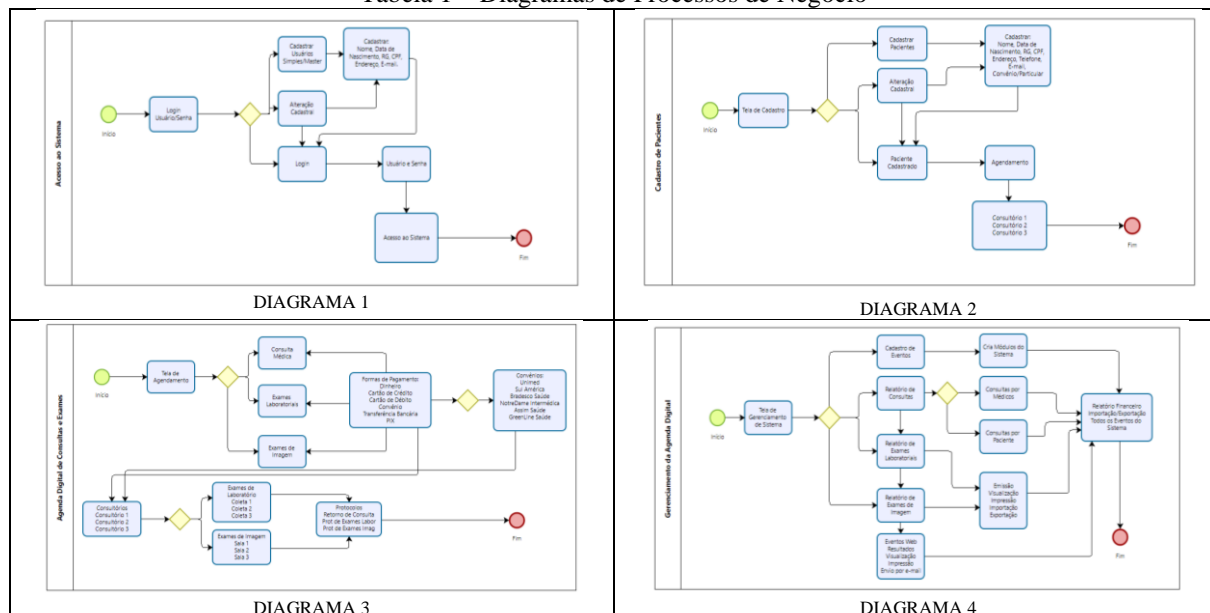 Tabela 1 – Diagramas de Processos de Negócio
Acesso ao Sistema
Início
Login
Usuário/Senha
Cadastrar
Usuários
Simples/Master
Cadastrar:
Nome, Data de
Nascimento, RG, CPF,
Endereço, E-mail.
Alteração
Cadastral
Login
Usuário e Senha
Acesso ao Sistema
Fim
DIAGRAMA 1
Cadastro de Pacientes
Início
Tela de Cadastro
Cadastrar
Pacientes
Cadastrar:
Nome, Data de
Nascimento, RG, CPF,
Endereço, Telefone,
E-mail,
Convênio/Particular
Alteração
Cadastral
Paciente
Cadastrado
Agendamento
Consultório 1
Consultório 2
Consultório 3
Fim
DIAGRAMA 2
Agenda Digital de Consultas e Exames
Início
Tela de
Agendamento
Consulta
Médica
Exames
Laboratoriais
Exames de
Imagem
Formas de Pagamento:
Dinheiro
Cartão de Crédito
Cartão de Débito
Convênio
Transferência Bancária
PIX
Convênios:
Unimed
Sul América
Bradesco Saúde
NotreDame Intermédica
Assim Saúde
GreenLine Saúde
Consultórios
Consultório 1
Consultório 2
Consultório 3
Exames de
Laboratório
Coleta 1
Coleta 2
Coleta 3
Exames de Imagem
Sala 1
Sala 2
Sala 3
Protocolos
Retorno de Consulta
Prot de Exames Labor
Prot de Exames Imag
Fim
DIAGRAMA 3
Gerenciamento da Agenda Digital
Início
Tela de
Gerenciamento
de Sistema
Cadastro de
Eventos
Cria Módulos do
Sistema
Relatório de
Consultas
Consultas por
Médicos
Consultas por
Paciente
Relatório de
Exames
Laboratoriais
Relatório de
Exames de
Imagem
Emissão
Visualização
Impressão
Importação
Exportação
Eventos Web
Resultados
Visualização
Impressão
Envio por e-mail
Relatório Financeiro
Importação/Exportação
Todos os Eventos do
Sistema
Fim
DIAGRAMA 4